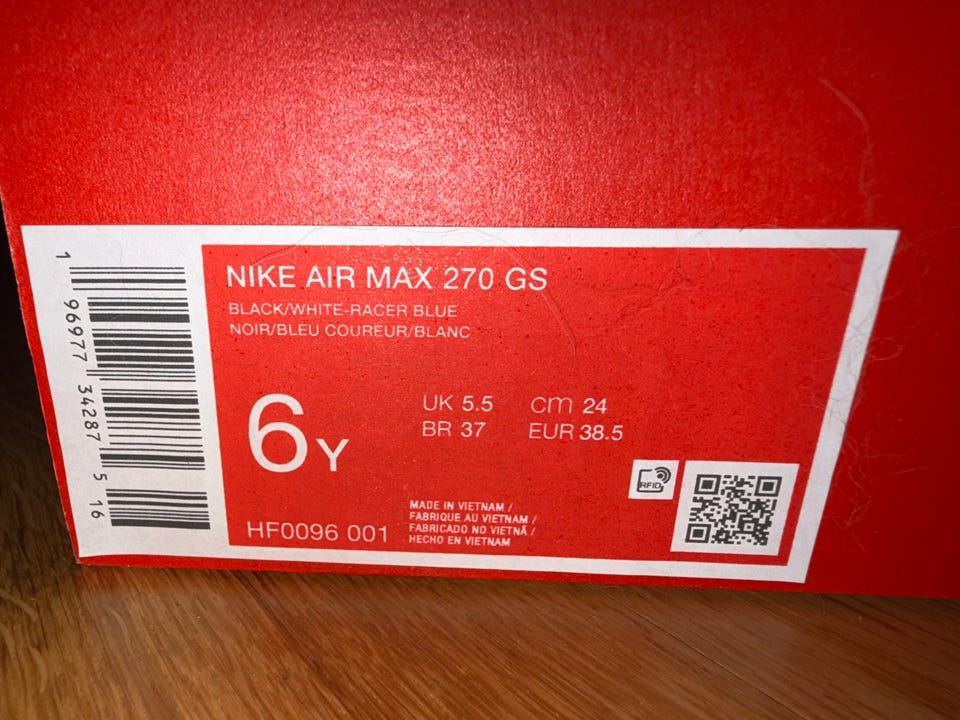 NIKE AIR MAX 270 GS
BLACK/WHITE-RACER BLUE
NOIR/BLEU COUREUR/BLANC
6Y
UK 5.5 cm 24
BR 37 EUR 38.5
HF0096 001
MADE IN VIETNAM /
FABRIQUE AU VIETNAM /
FABRICADO NO VIETNÃ /
HECHO EN VIETNAM
RFID
1 96977 34287 5 16